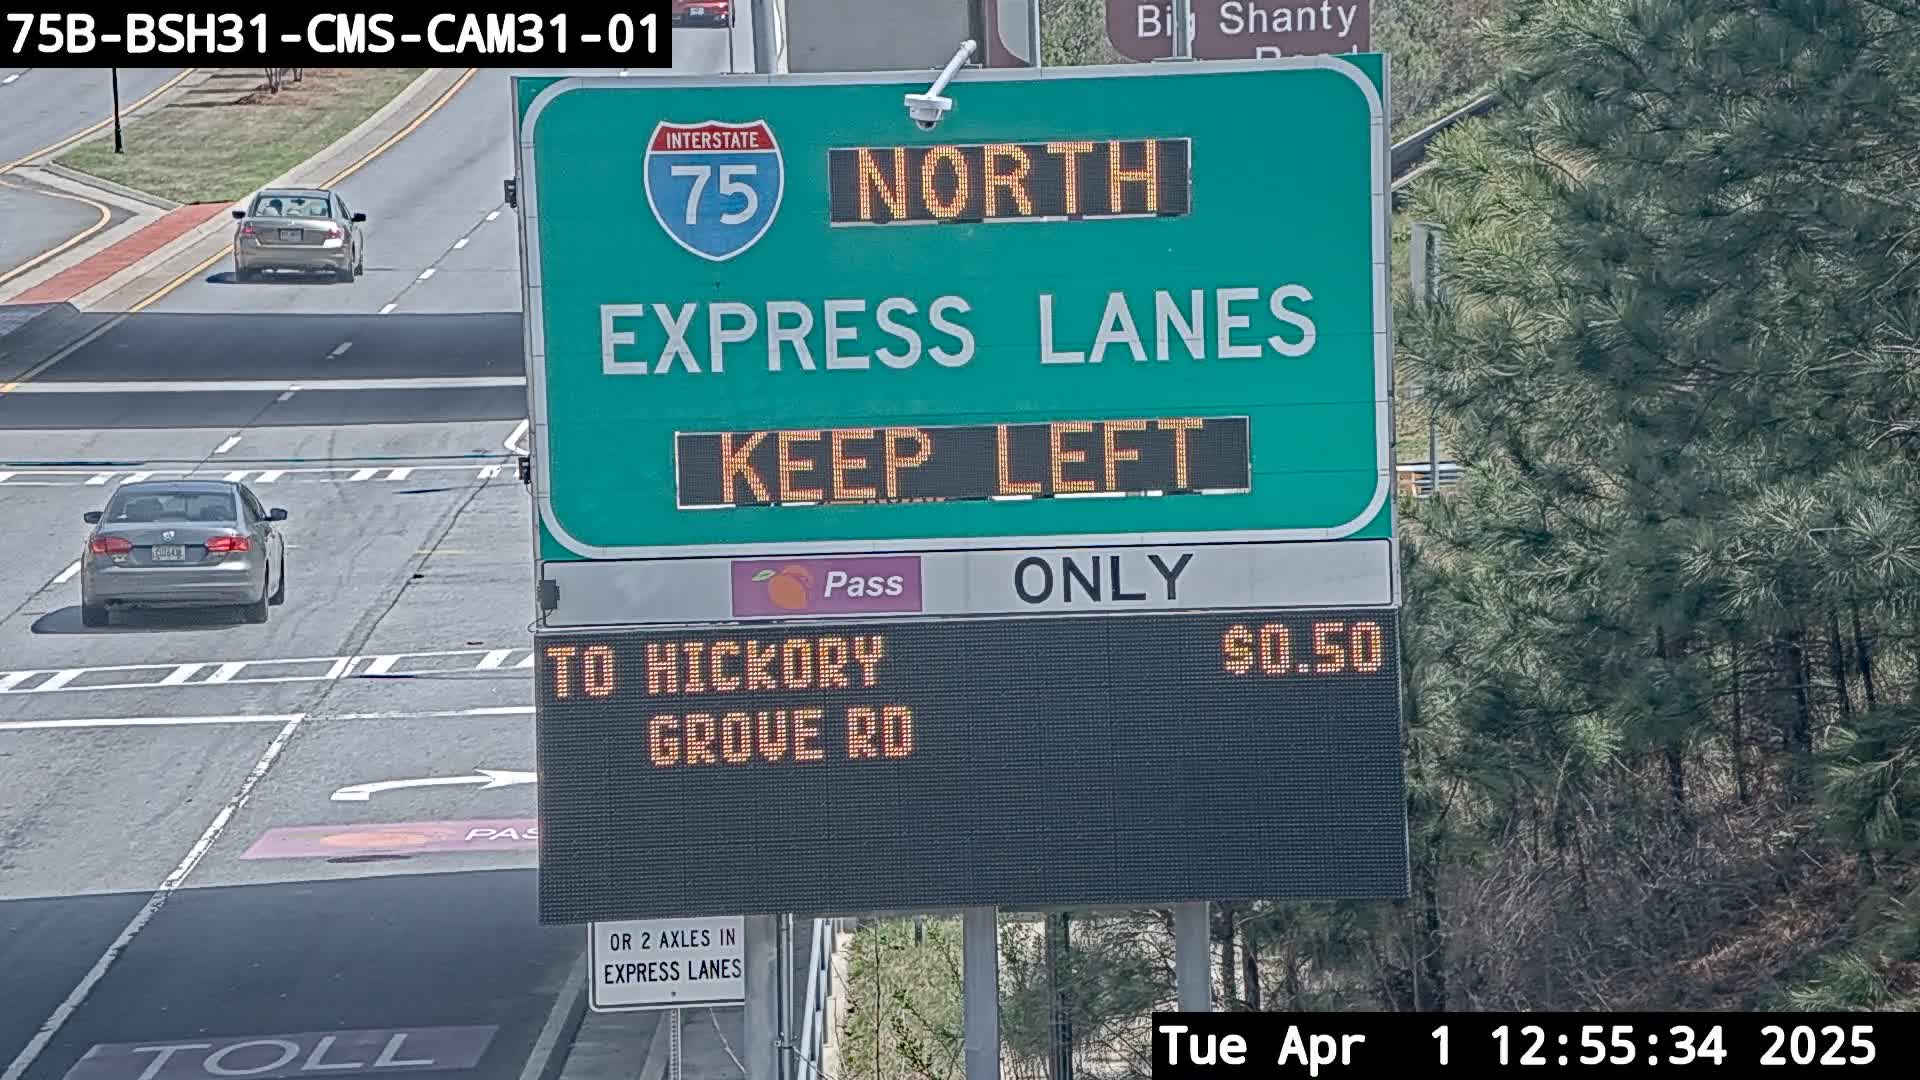 75B-BSH31-CMS-CAM31-01
Big Shanty
Road
INTERSTATE
75
NORTH
EXPRESS LANES
KEEP LEFT
Pass ONLY
TO HICKORY $0.50
GROVE RD
OR 2 AXLES IN
EXPRESS LANES
TOLL
Tue Apr 1 12:55:34 2025